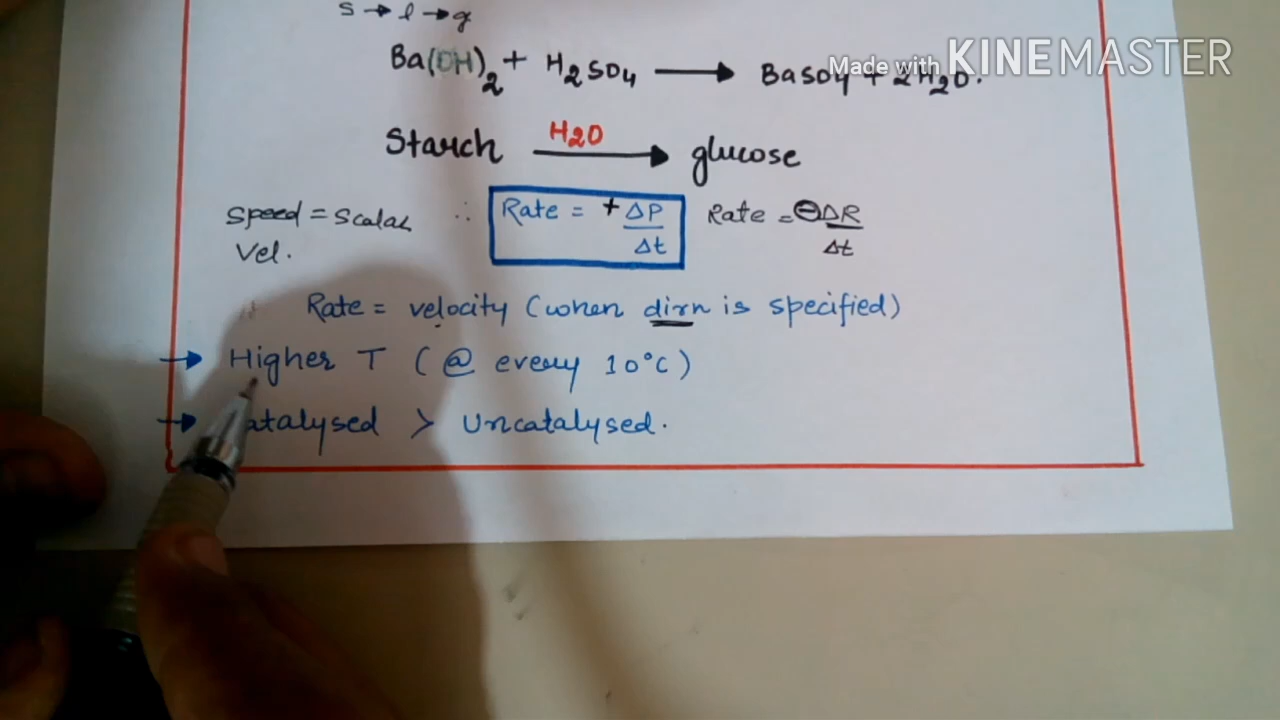 s → l → g
Ba(OH)2 + H2SO4 → BaSO4 + 2H2O.
Made with KINEMASTER
Starch H2O → glucose
Speed = Scalar ∴ Rate = + ΔP/Δt Rate = - ΔR/Δt
Vel.
Rate = velocity (when dirn is specified)
→ Higher T ( @ every 10°C )
→ atalysed > Uncatalysed.